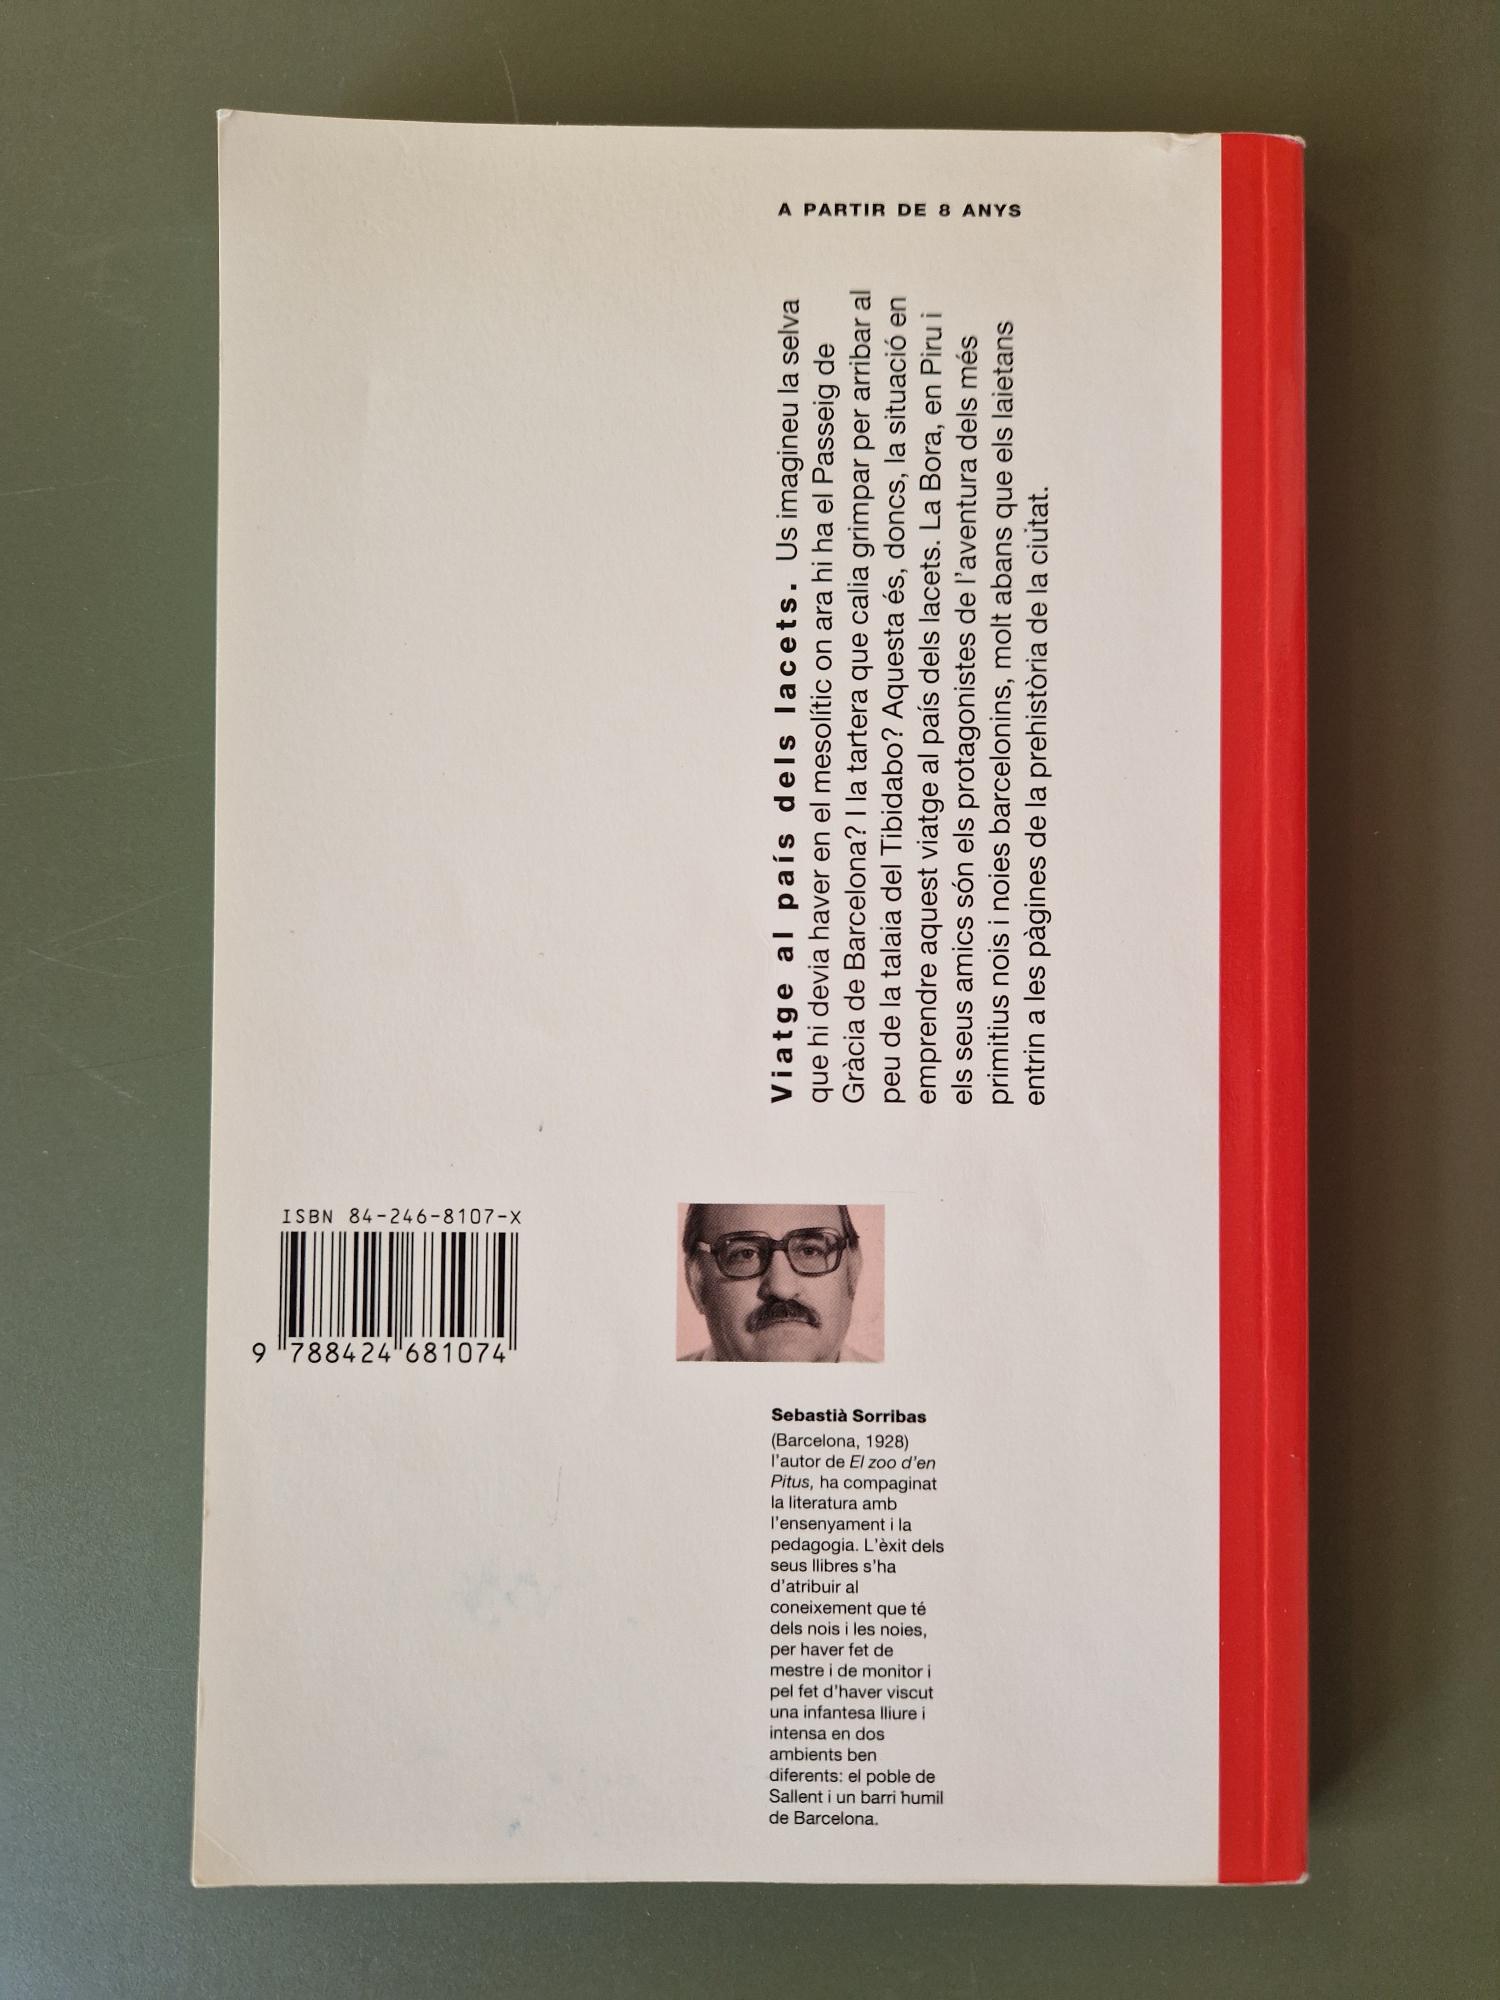 A PARTIR DE 8 ANYS
Viatge al país dels lacets. Us imagineu la selva
que hi devia haver en el mesolític on ara hi ha el Passeig de
Gràcia de Barcelona? I la tartera que calia grimpar per arribar al
peu de la talaia del Tibidabo? Aquesta és, doncs, la situació en
emprendre aquest viatge al país dels lacets. La Bora, en Piru i
els seus amics són els protagonistes de l'aventura dels més
primitius nois i noies barcelonins, molt abans que els laietans
entrin a les pàgines de la prehistòria de la ciutat.
ISBN 84-246-8107-X
9 788424 681074
Sebastià Sorribas
(Barcelona, 1928)
l'autor de El zoo d'en
Pitus, ha compaginat
la literatura amb
l'ensenyament i la
pedagogia. L'èxit dels
seus llibres s'ha
d'atribuir al
coneixement que té
dels nois i les noies,
per haver fet de
mestre i de monitor i
pel fet d'haver viscut
una infantesa lliure i
intensa en dos
ambients ben
diferents: el poble de
Sallent i un barri humil
de Barcelona.